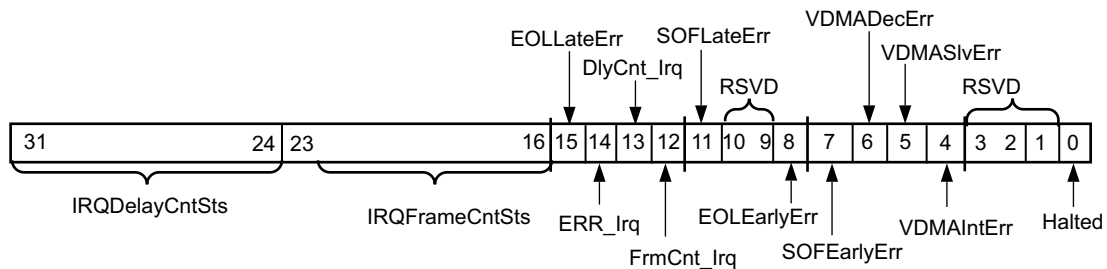 VDMADecErr
EOLLateErr SOFLateErr
VDMASlvErr
DlyCnt_Irq
RSVD RSVD
31 24 23 16 15 14 13 12 11 10 9 8 7 6 5 4 3 2 1 0
IRQDelayCntSts IRQFrameCntSts ERR_Irq EOLEarlyErr VDMAIntErr Halted
FrmCnt_Irq SOFEarlyErr